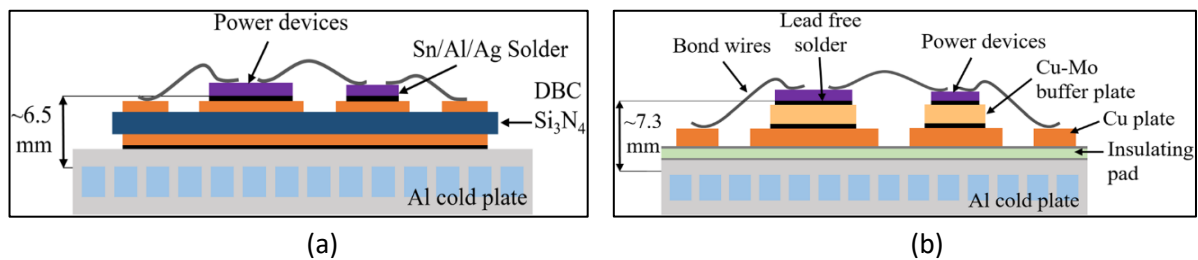 Power devices
Sn/Al/Ag Solder
DBC
Si₃N₄
~6.5
mm
Al cold plate
(a)
Lead free
solder
Bond wires
Power devices
Cu-Mo
buffer plate
Cu plate
Insulating
pad
~7.3
mm
Al cold plate
(b)